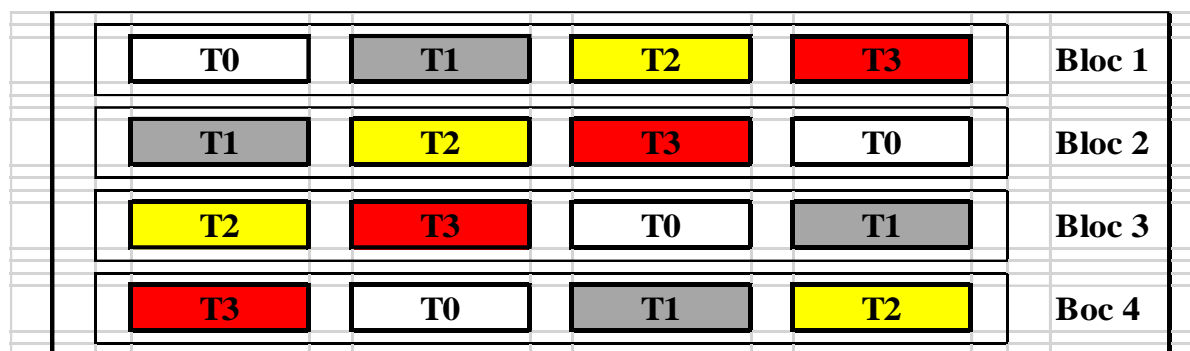 T0 T1 T2 T3 Bloc 1
T1 T2 T3 T0 Bloc 2
T2 T3 T0 T1 Bloc 3
T3 T0 T1 T2 Boc 4